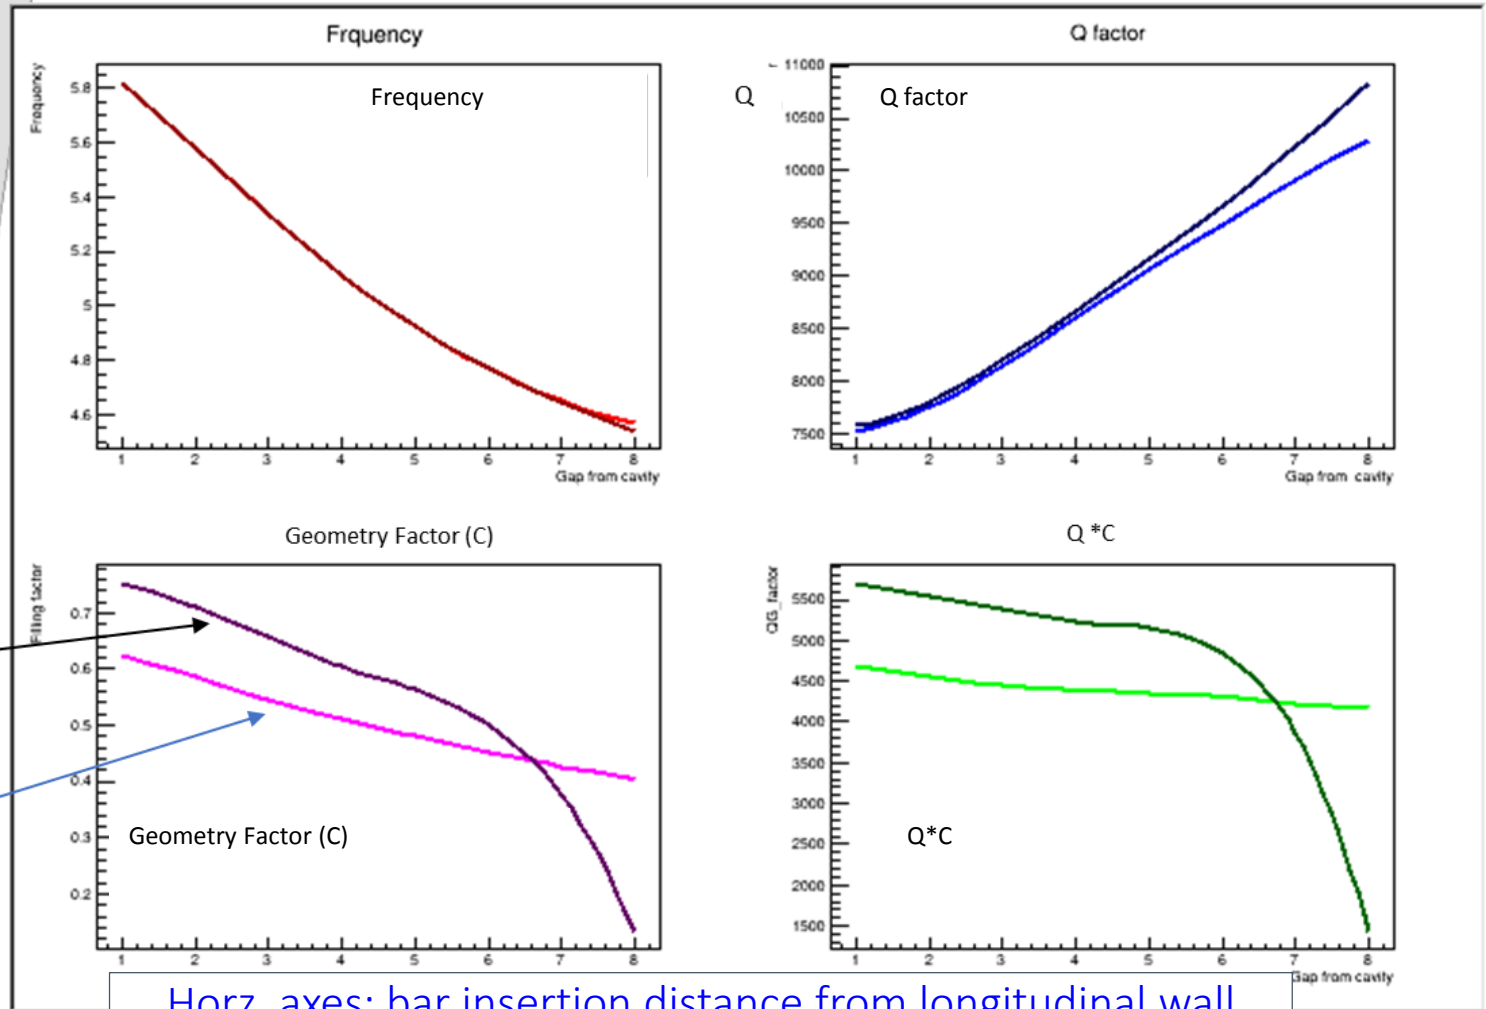 Frquency
Frequency
Frequency
5.8
5.6
5.4
5.2
5
4.8
4.6
1 2 3 4 5 6 7 8
Gap from cavity
Q factor
Q
Q factor
11000
10500
10000
9500
9000
8500
8000
7500
1 2 3 4 5 6 7 8
Gap from cavity
Geometry Factor (C)
Filling factor
0.7
0.6
0.5
0.4
0.3
0.2
Geometry Factor (C)
1 2 3 4 5 6 7 8
Q *C
QG_factor
5500
5000
4500
4000
3500
3000
2500
2000
1500
Q*C
1 2 3 4 5 6 7 8
Gap from cavity
Horz. axes: bar insertion distance from longitudinal wall